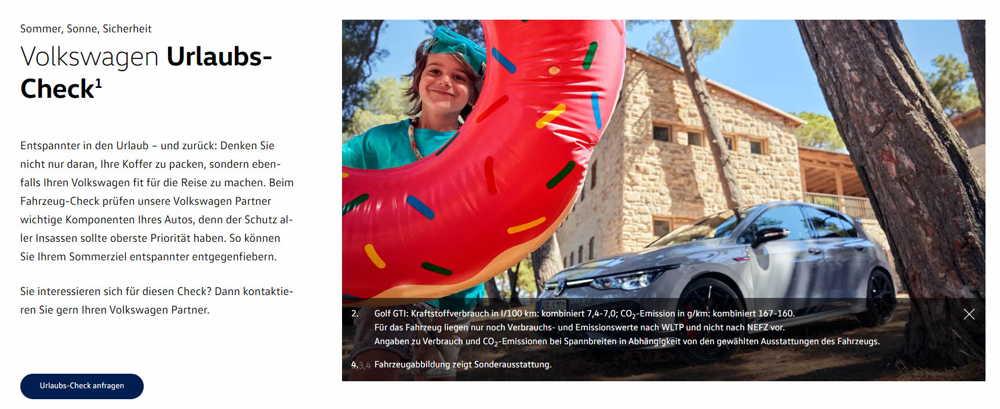 Sommer, Sonne, Sicherheit
Volkswagen Urlaubs-
Check¹
Entspannter in den Urlaub – und zurück: Denken Sie
nicht nur daran, Ihre Koffer zu packen, sondern eben-
falls Ihren Volkswagen fit für die Reise zu machen. Beim
Fahrzeug-Check prüfen unsere Volkswagen Partner
wichtige Komponenten Ihres Autos, denn der Schutz al-
ler Insassen sollte oberste Priorität haben. So können
Sie Ihrem Sommerziel entspannter entgegenfiebern.
Sie interessieren sich für diesen Check? Dann kontaktie-
ren Sie gern Ihren Volkswagen Partner.
Urlaubs-Check anfragen
2. Golf GTI: Kraftstoffverbrauch in l/100 km: kombiniert 7,4-7,0; CO₂-Emission in g/km: kombiniert 167-160.
Für das Fahrzeug liegen nur noch Verbrauchs- und Emissionswerte nach WLTP und nicht nach NEFZ vor.
Angaben zu Verbrauch und CO₂-Emissionen bei Spannbreiten in Abhängigkeit von den gewählten Ausstattungen des Fahrzeugs.
4. Fahrzeugabbildung zeigt Sonderausstattung.